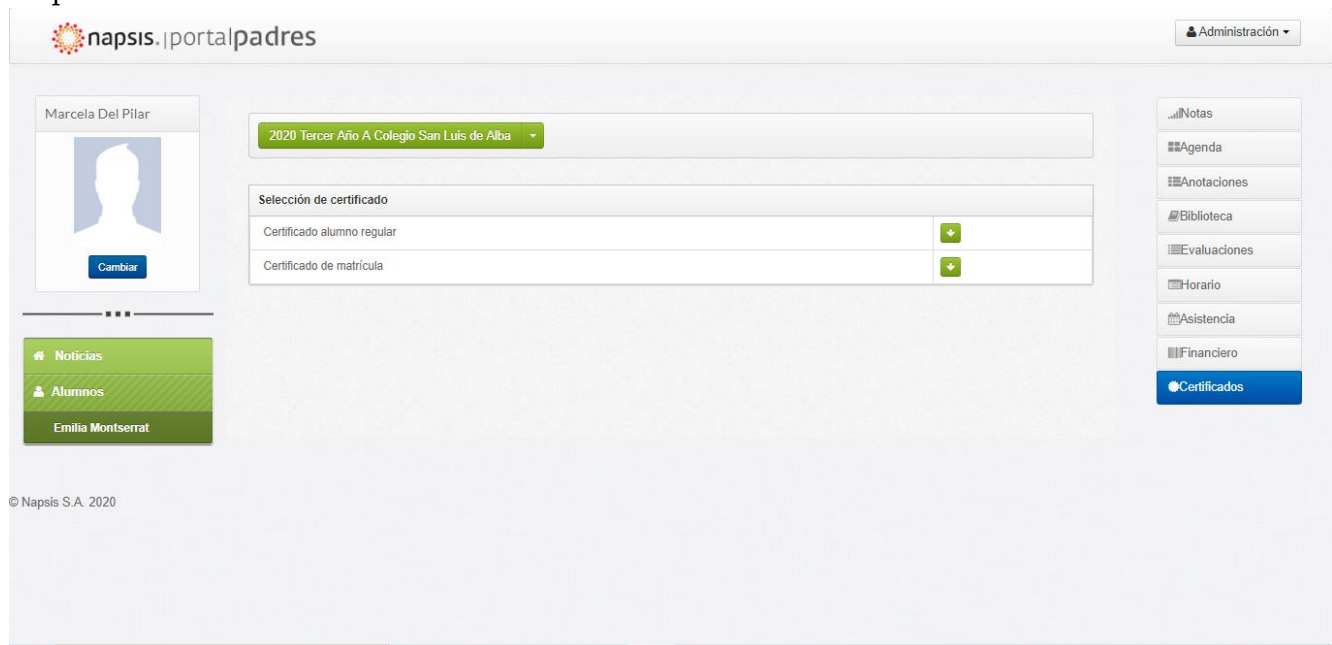 napsis. portalpadres
Administración
Marcela Del Pilar
Cambiar
Noticias
Alumnos
Emilia Montserrat
2020 Tercer Año A Colegio San Luis de Alba
Selección de certificado
Certificado alumno regular
Certificado de matrícula
Notas
Agenda
Anotaciones
Biblioteca
Evaluaciones
Horario
Asistencia
Financiero
Certificados
© Napsis S.A. 2020